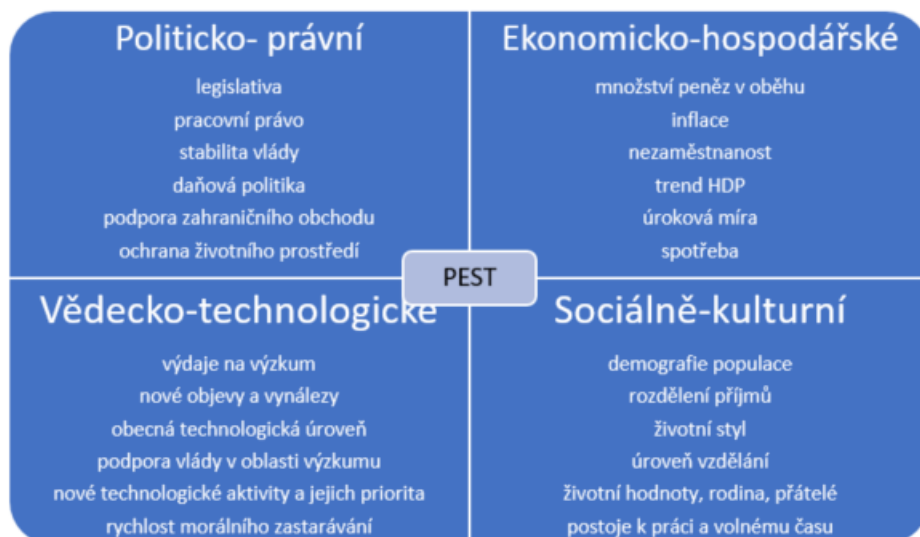 Politicko- právní
legislativa
pracovní právo
stabilita vlády
daňová politika
podpora zahraničního obchodu
ochrana životního prostředí
Ekonomicko-hospodářské
množství peněz v oběhu
inflace
nezaměstnanost
trend HDP
úroková míra
spotřeba
PEST
Vědecko-technologické
výdaje na výzkum
nové objevy a vynálezy
obecná technologická úroveň
podpora vlády v oblasti výzkumu
nové technologické aktivity a jejich priorita
rychlost morálního zastarávání
Sociálně-kulturní
demografie populace
rozdělení příjmů
životní styl
úroveň vzdělání
životní hodnoty, rodina, přátelé
postoje k práci a volnému času